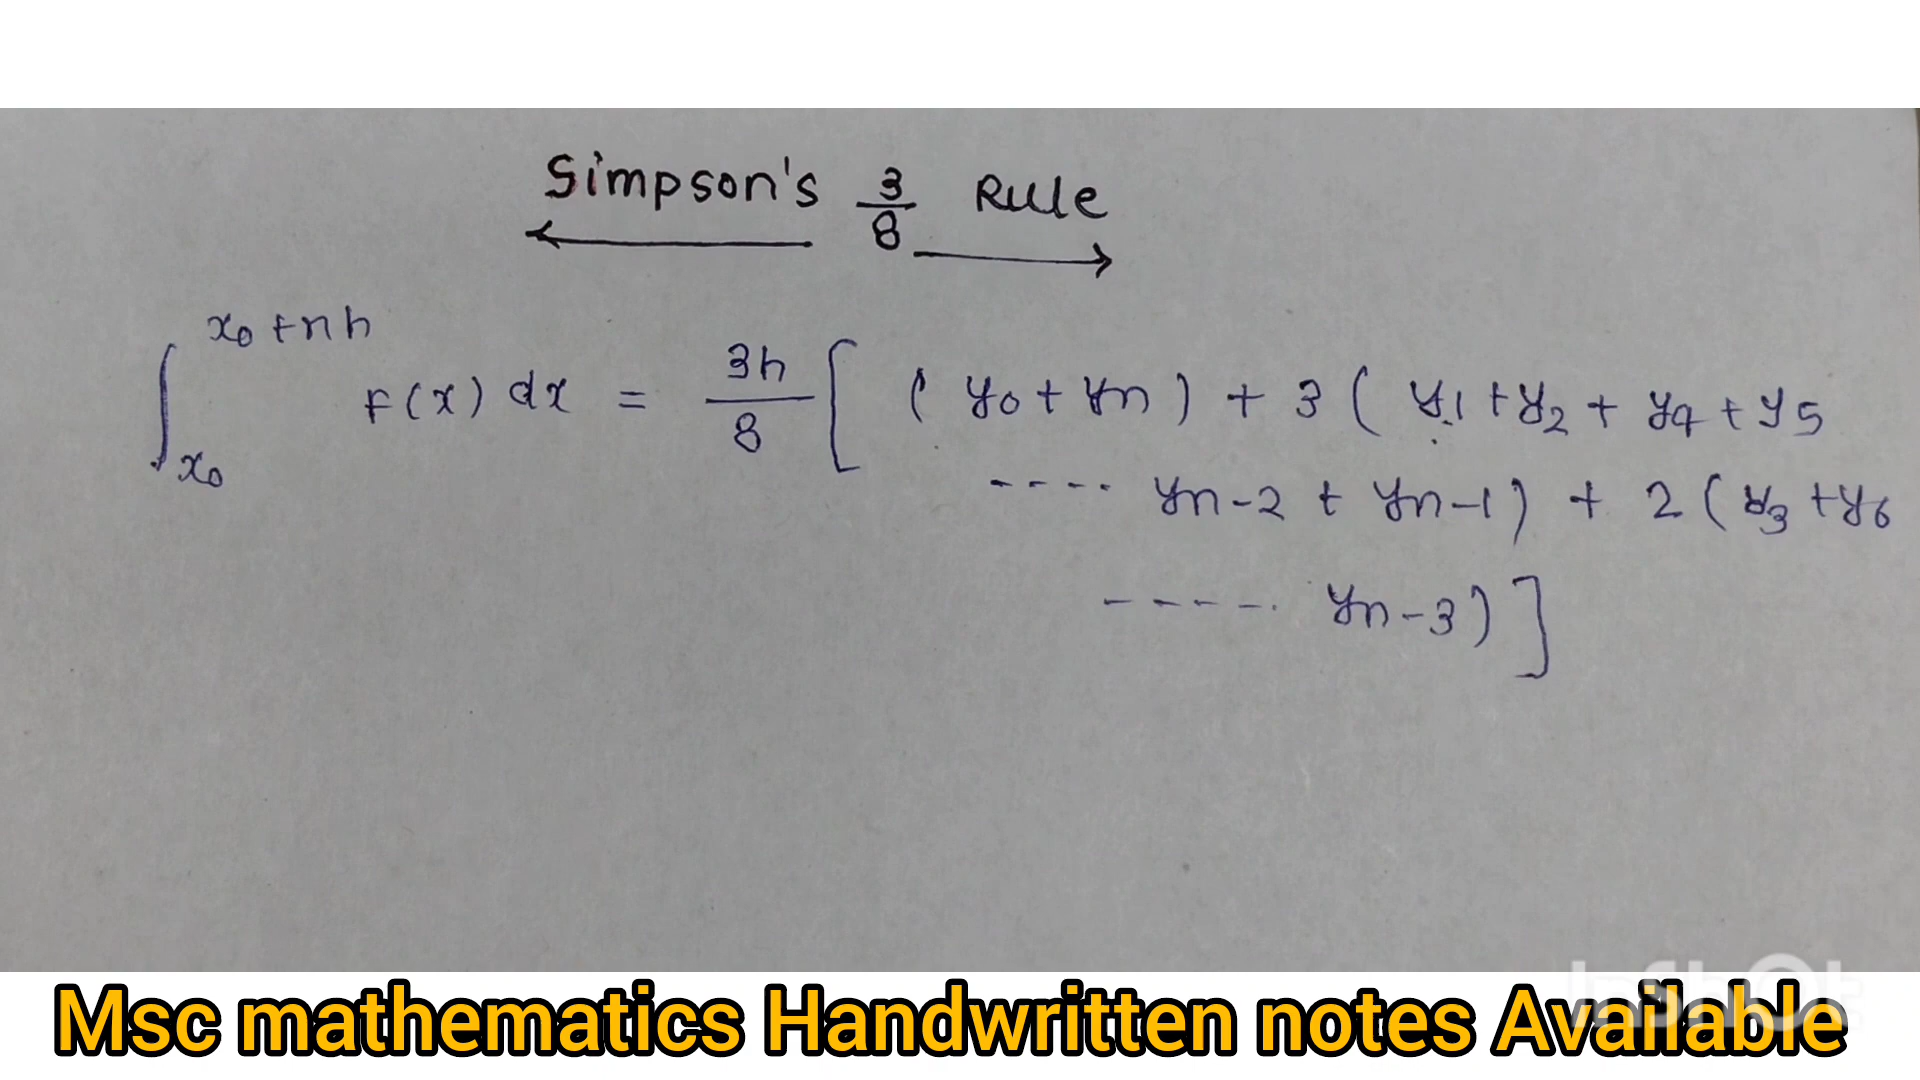 Simpson's 3/8 Rule
∫_{x0}^{x0+nh} F(x) dx = 3h/8 [ (y0 + yn) + 3 ( y1 + y2 + y4 + y5
---- yn-2 + yn-1) + 2 ( y3 + y6
----- yn-3) ]
InShot
Msc mathematics Handwritten notes Available